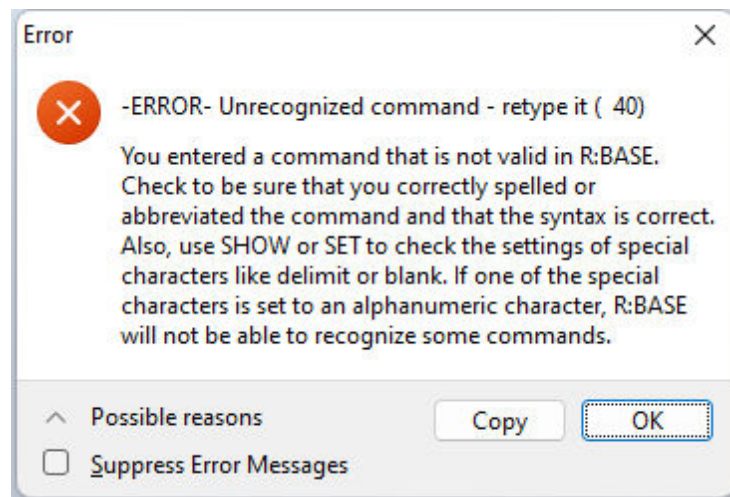 Error
-ERROR- Unrecognized command - retype it (  40)
You entered a command that is not valid in R:BASE.
Check to be sure that you correctly spelled or
abbreviated the command and that the syntax is correct.
Also, use SHOW or SET to check the settings of special
characters like delimit or blank. If one of the special
characters is set to an alphanumeric character, R:BASE
will not be able to recognize some commands.
Possible reasons
Copy
OK
Suppress Error Messages